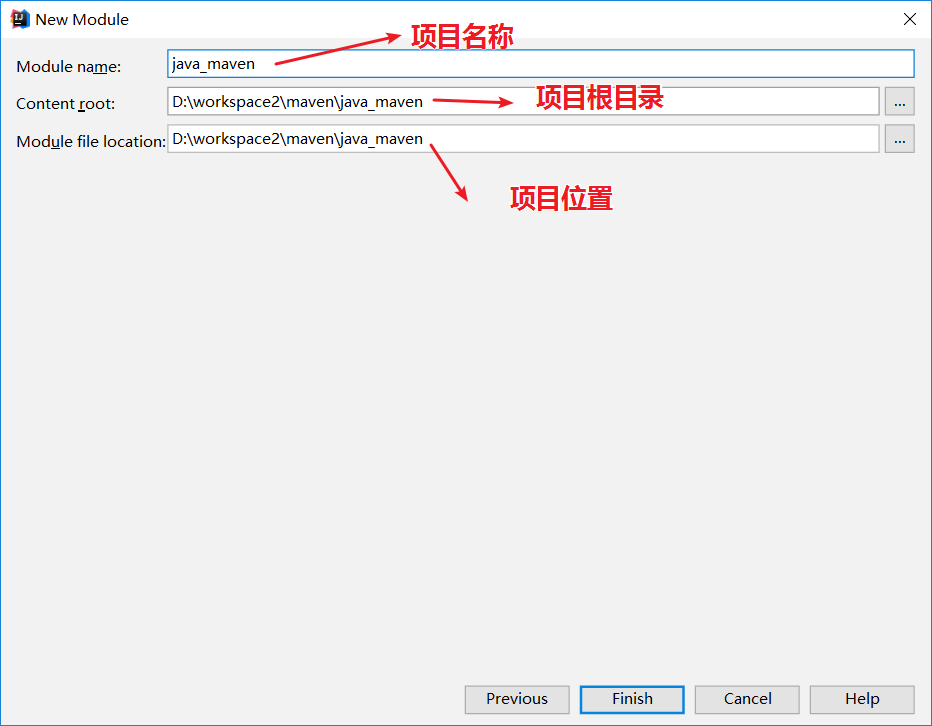 New Module
项目名称
Module name: java_maven
Content root: D:\workspace2\maven\java_maven 项目根目录 ...
Module file location: D:\workspace2\maven\java_maven ...
项目位置
Previous Finish Cancel Help